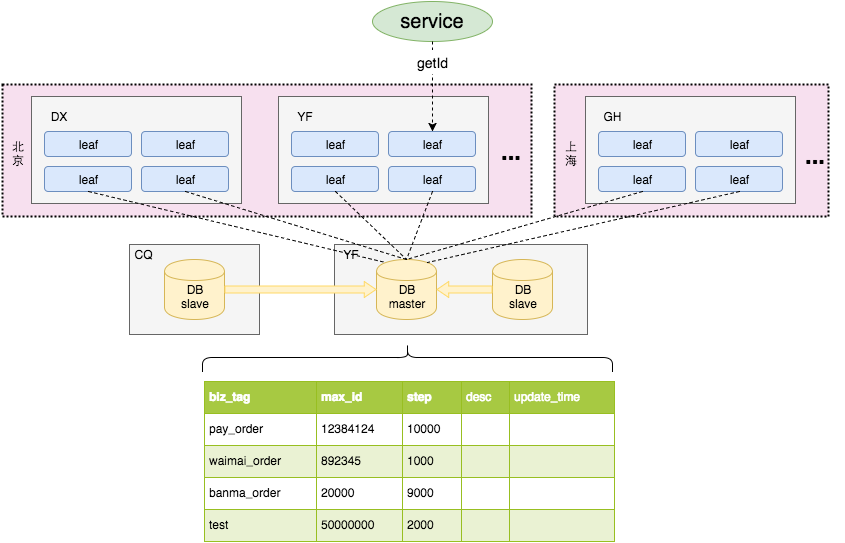 service
getId
北京
DX
leaf
leaf
leaf
leaf
YF
leaf
leaf
leaf
leaf
...
上海
GH
leaf
leaf
leaf
leaf
...
CQ
DB
slave
YF
DB
master
DB
slave
biz_tag max_id step desc update_time
pay_order 12384124 10000
waimai_order 892345 1000
banma_order 20000 9000
test 50000000 2000